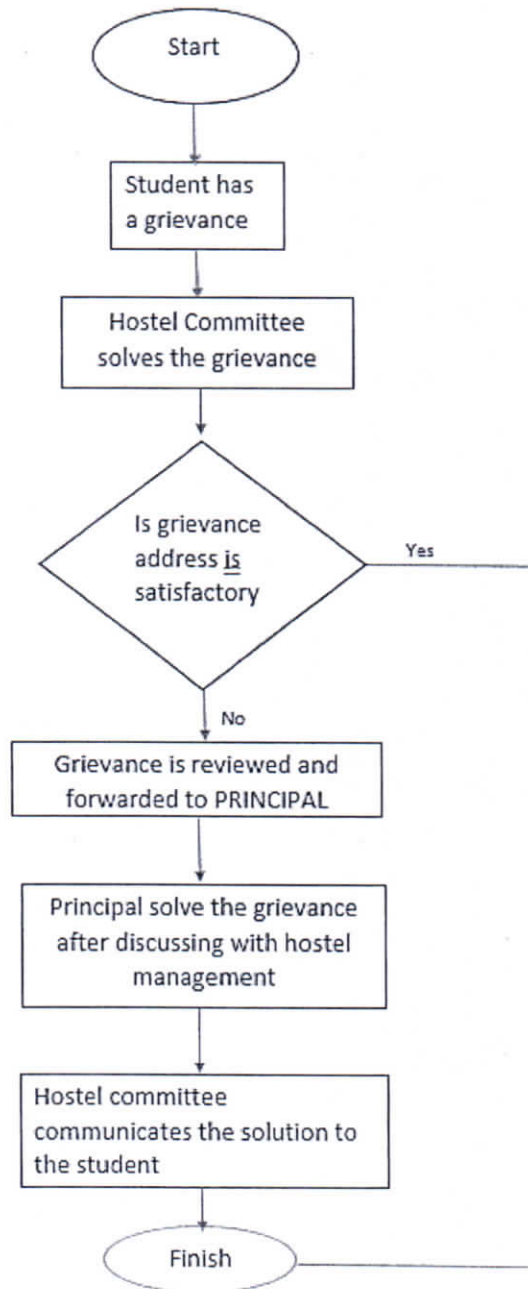 Start
Student has
a grievance
Hostel Committee
solves the grievance
Is grievance
address is
satisfactory
Yes
No
Grievance is reviewed and
forwarded to PRINCIPAL
Principal solve the grievance
after discussing with hostel
management
Hostel committee
communicates the solution to
the student
Finish